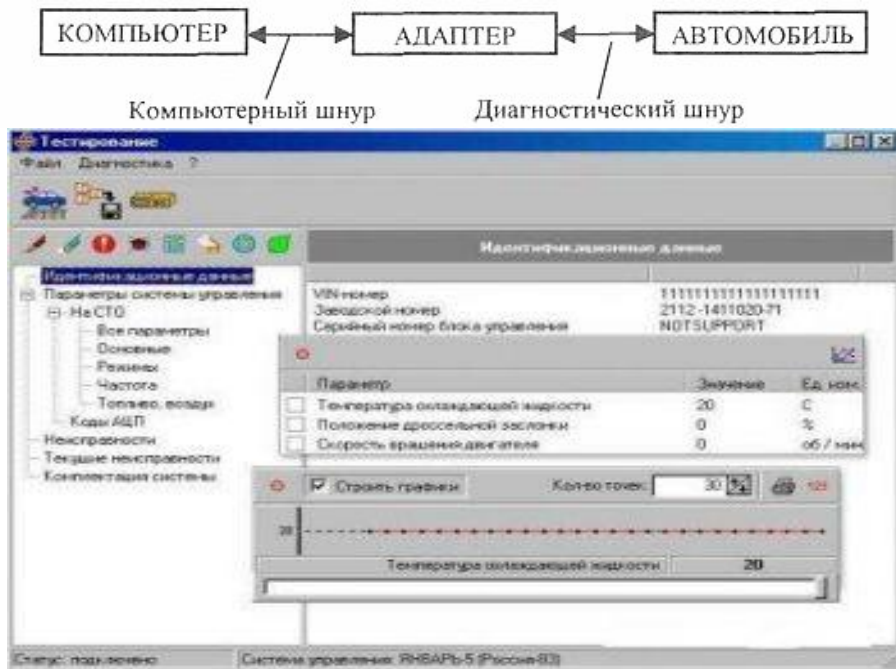 КОМПЬЮТЕР АДАПТЕР АВТОМОБИЛЬ
Компьютерный шнур Диагностический шнур
Тестирование
Файл Диагностика ?
Идентификационные данные
Идентификационные данные
Параметры системы управления
На СТО
Все параметры
Основные
Режимы
Частота
Топливо, воздух
Коды АЦП
Неисправности
Текущие неисправности
Комплектация системы
VIN-номер
Заводской номер 2112-1411020-71
Серийный номер блока управления NOTSUPPORT
Параметр Значение Ед. изм.
Температура охлаждающей жидкости 20 C
Положение дроссельной заслонки 0 %
Скорость вращения двигателя 0 об / мин
Строить графики Кол-во точек: 30 123
20
Температура охлаждающей жидкости 20
Статус: подключено Система управления: ЯНВАРЬ-5 (Россия-83)